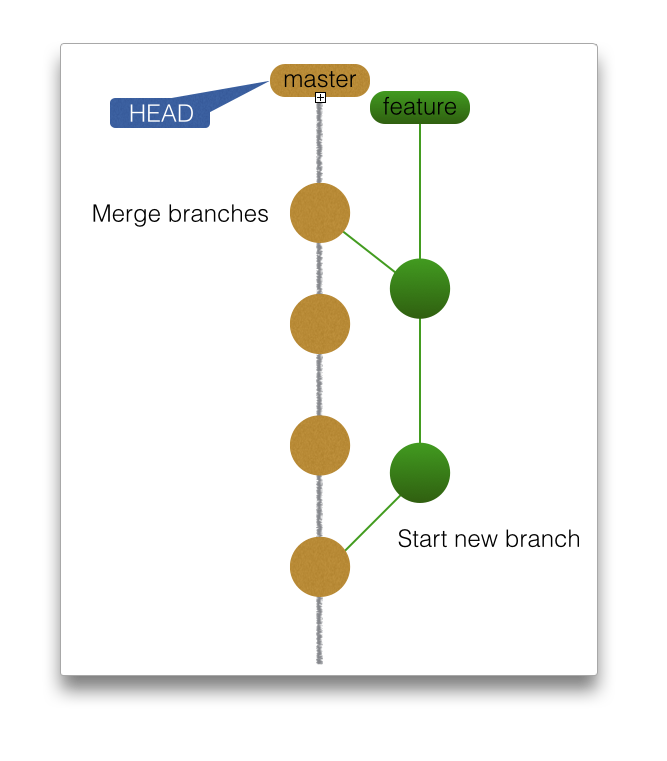 master
feature
HEAD
Merge branches
Start new branch